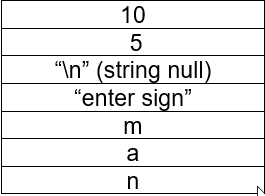 10
5
“\n” (string null)
“enter sign”
m
a
n